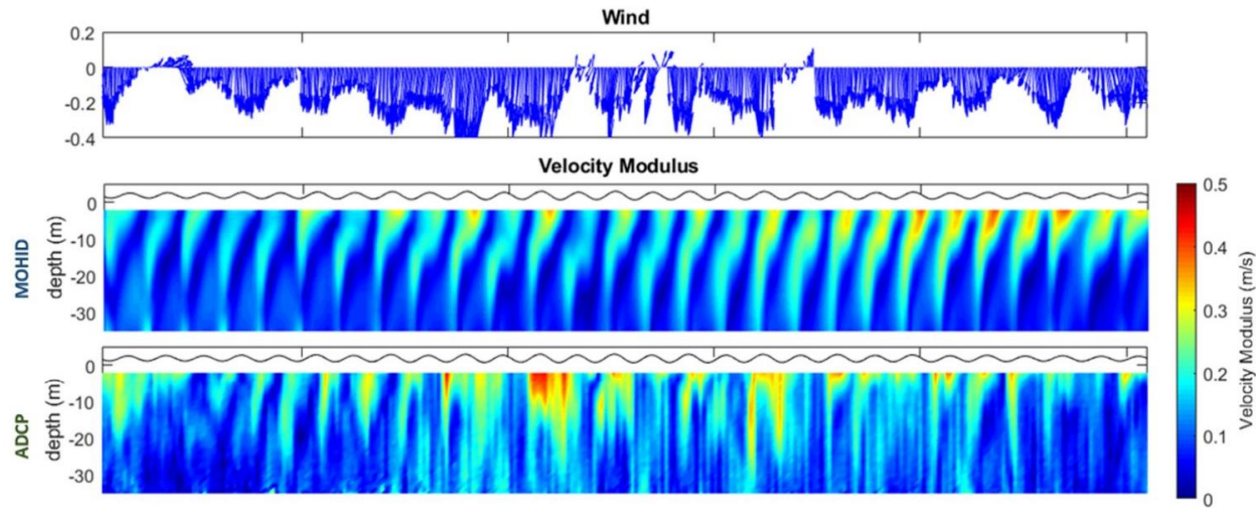 Wind
0.2
0
-0.2
-0.4
Velocity Modulus
MOHID
depth (m)
0
-10
-20
-30
ADCP
depth (m)
0
-10
-20
-30
0.5
0.4
0.3
0.2
0.1
0
Velocity Modulus (m/s)